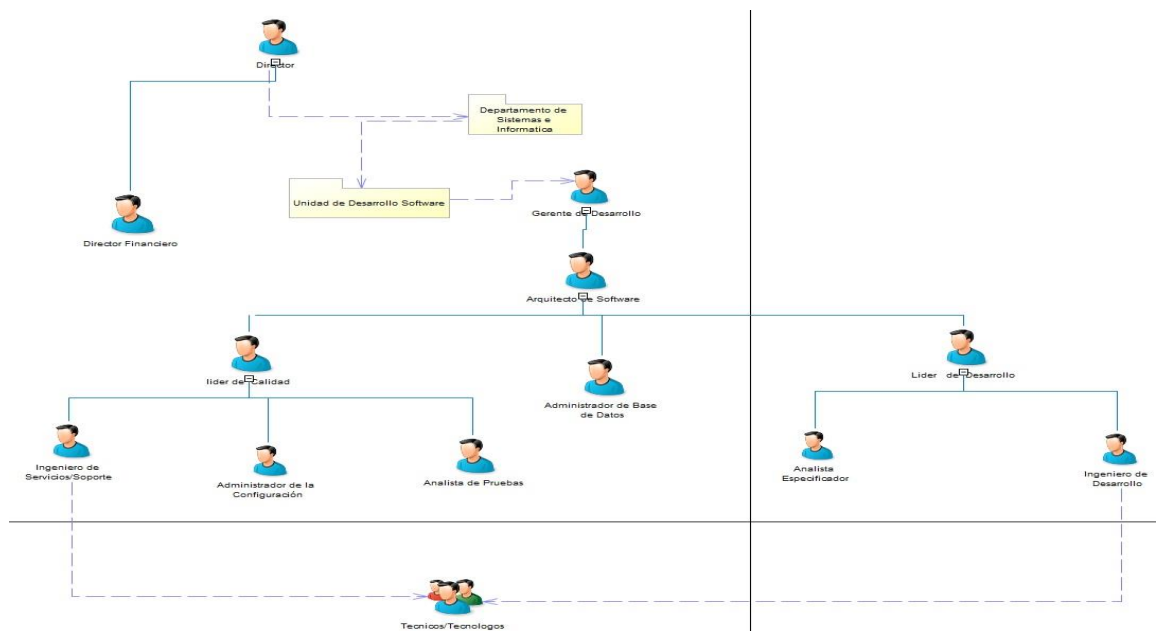 Director
Departamento de
Sistemas e
Informatica
Unidad de Desarrollo Software
Gerente de Desarrollo
Director Financiero
Arquitecto de Software
lider de Calidad
Lider de Desarrollo
Administrador de Base
de Datos
Ingeniero de
Servicios/Soporte
Administrador de la
Configuración
Analista de Pruebas
Analista
Especificador
Ingeniero de
Desarrollo
Tecnicos/Tecnologos